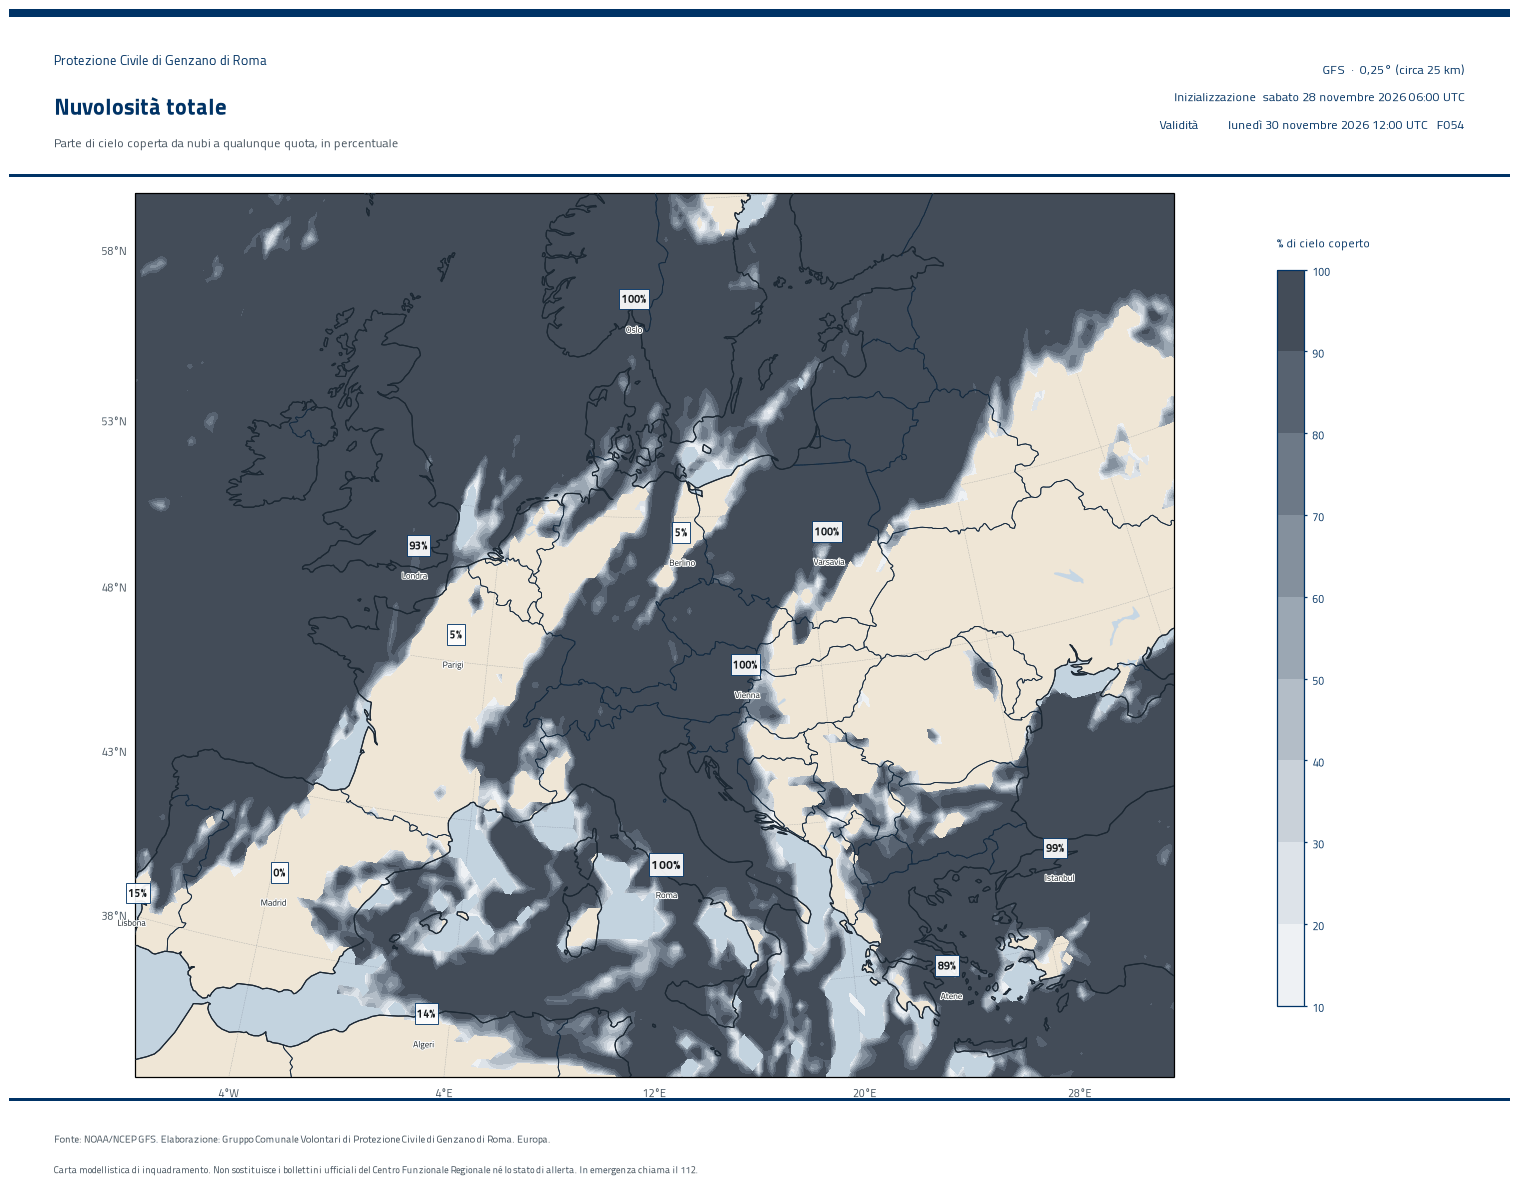 Protezione Civile di Genzano di Roma
Nuvolosità totale
Parte di cielo coperta da nubi a qualunque quota, in percentuale
GFS · 0,25° (circa 25 km)
Inizializzazione sabato 28 novembre 2026 06:00 UTC
Validità lunedì 30 novembre 2026 12:00 UTC F054
58°N
53°N
48°N
43°N
38°N
4°W
4°E
12°E
20°E
28°E
100%
Oslo
93%
Londra
5%
Berlino
100%
Varsavia
5%
Parigi
100%
Vienna
0%
Madrid
15%
Lisbona
100%
Roma
99%
Istanbul
89%
Atene
14%
Algeri
% di cielo coperto
100
90
80
70
60
50
40
30
20
10
Fonte: NOAA/NCEP GFS. Elaborazione: Gruppo Comunale Volontari di Protezione Civile di Genzano di Roma. Europa.
Carta modellistica di inquadramento. Non sostituisce i bollettini ufficiali del Centro Funzionale Regionale né lo stato di allerta. In emergenza chiama il 112.